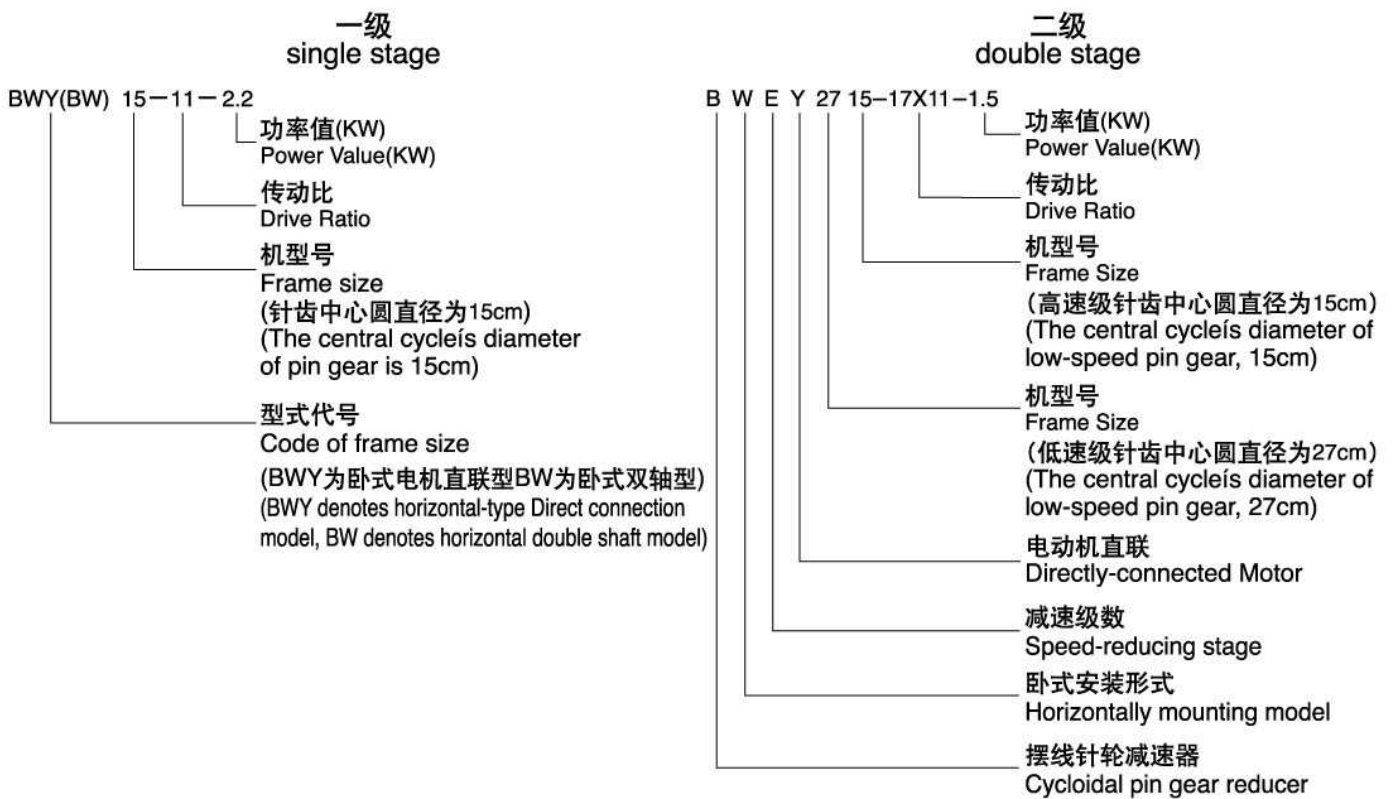 一级
single stage
BWY(BW) 15－11－2.2
功率值(KW)
Power Value(KW)
传动比
Drive Ratio
机型号
Frame size
(针齿中心圆直径为15cm)
(The central cycleís diameter
of pin gear is 15cm)
型式代号
Code of frame size
(BWY为卧式电机直联型BW为卧式双轴型)
(BWY denotes horizontal-type Direct connection
model, BW denotes horizontal double shaft model)
二级
double stage
B W E Y 27 15–17X11–1.5
功率值(KW)
Power Value(KW)
传动比
Drive Ratio
机型号
Frame Size
（高速级针齿中心圆直径为15cm）
(The central cycleís diameter of
low-speed pin gear, 15cm)
机型号
Frame Size
（低速级针齿中心圆直径为27cm）
(The central cycleís diameter of
low-speed pin gear, 27cm)
电动机直联
Directly-connected Motor
减速级数
Speed-reducing stage
卧式安装形式
Horizontally mounting model
摆线针轮减速器
Cycloidal pin gear reducer